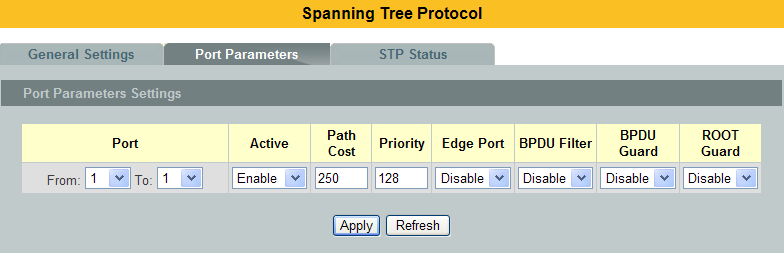 Spanning Tree Protocol
General Settings Port Parameters STP Status
Port Parameters Settings
Port Active Path Cost Priority Edge Port BPDU Filter BPDU Guard ROOT Guard
From: 1 To: 1 Enable 250 128 Disable Disable Disable Disable
Apply Refresh